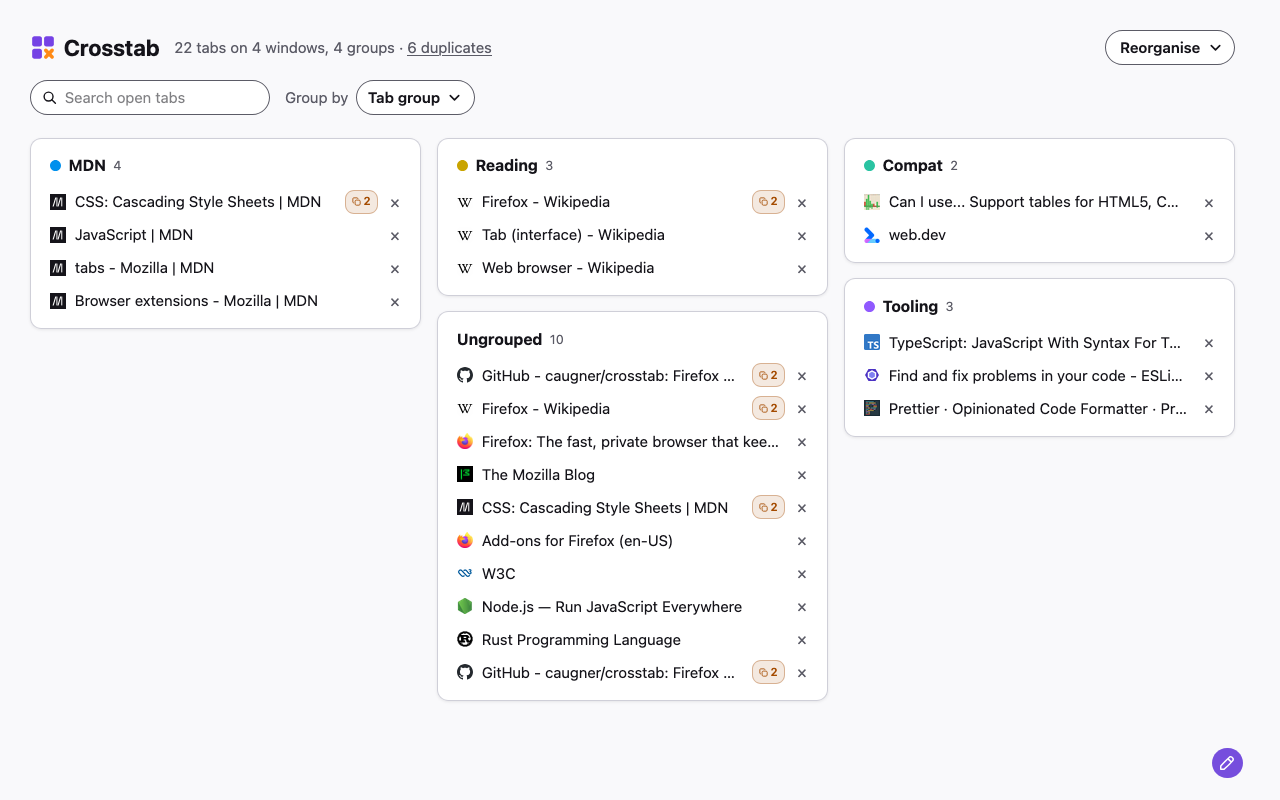 Crosstab
22 tabs on 4 windows, 4 groups · 6 duplicates
Reorganise
Search open tabs
Group by
Tab group
MDN 4
CSS: Cascading Style Sheets | MDN 2
JavaScript | MDN
tabs - Mozilla | MDN
Browser extensions - Mozilla | MDN
Reading 3
Firefox - Wikipedia 2
Tab (interface) - Wikipedia
Web browser - Wikipedia
Ungrouped 10
GitHub - caugner/crosstab: Firefox ... 2
Firefox - Wikipedia 2
Firefox: The fast, private browser that kee...
The Mozilla Blog
CSS: Cascading Style Sheets | MDN 2
Add-ons for Firefox (en-US)
W3C
Node.js — Run JavaScript Everywhere
Rust Programming Language
GitHub - caugner/crosstab: Firefox ... 2
Compat 2
Can I use... Support tables for HTML5, C...
web.dev
Tooling 3
TypeScript: JavaScript With Syntax For T...
Find and fix problems in your code - ESLi...
Prettier · Opinionated Code Formatter · Pr...